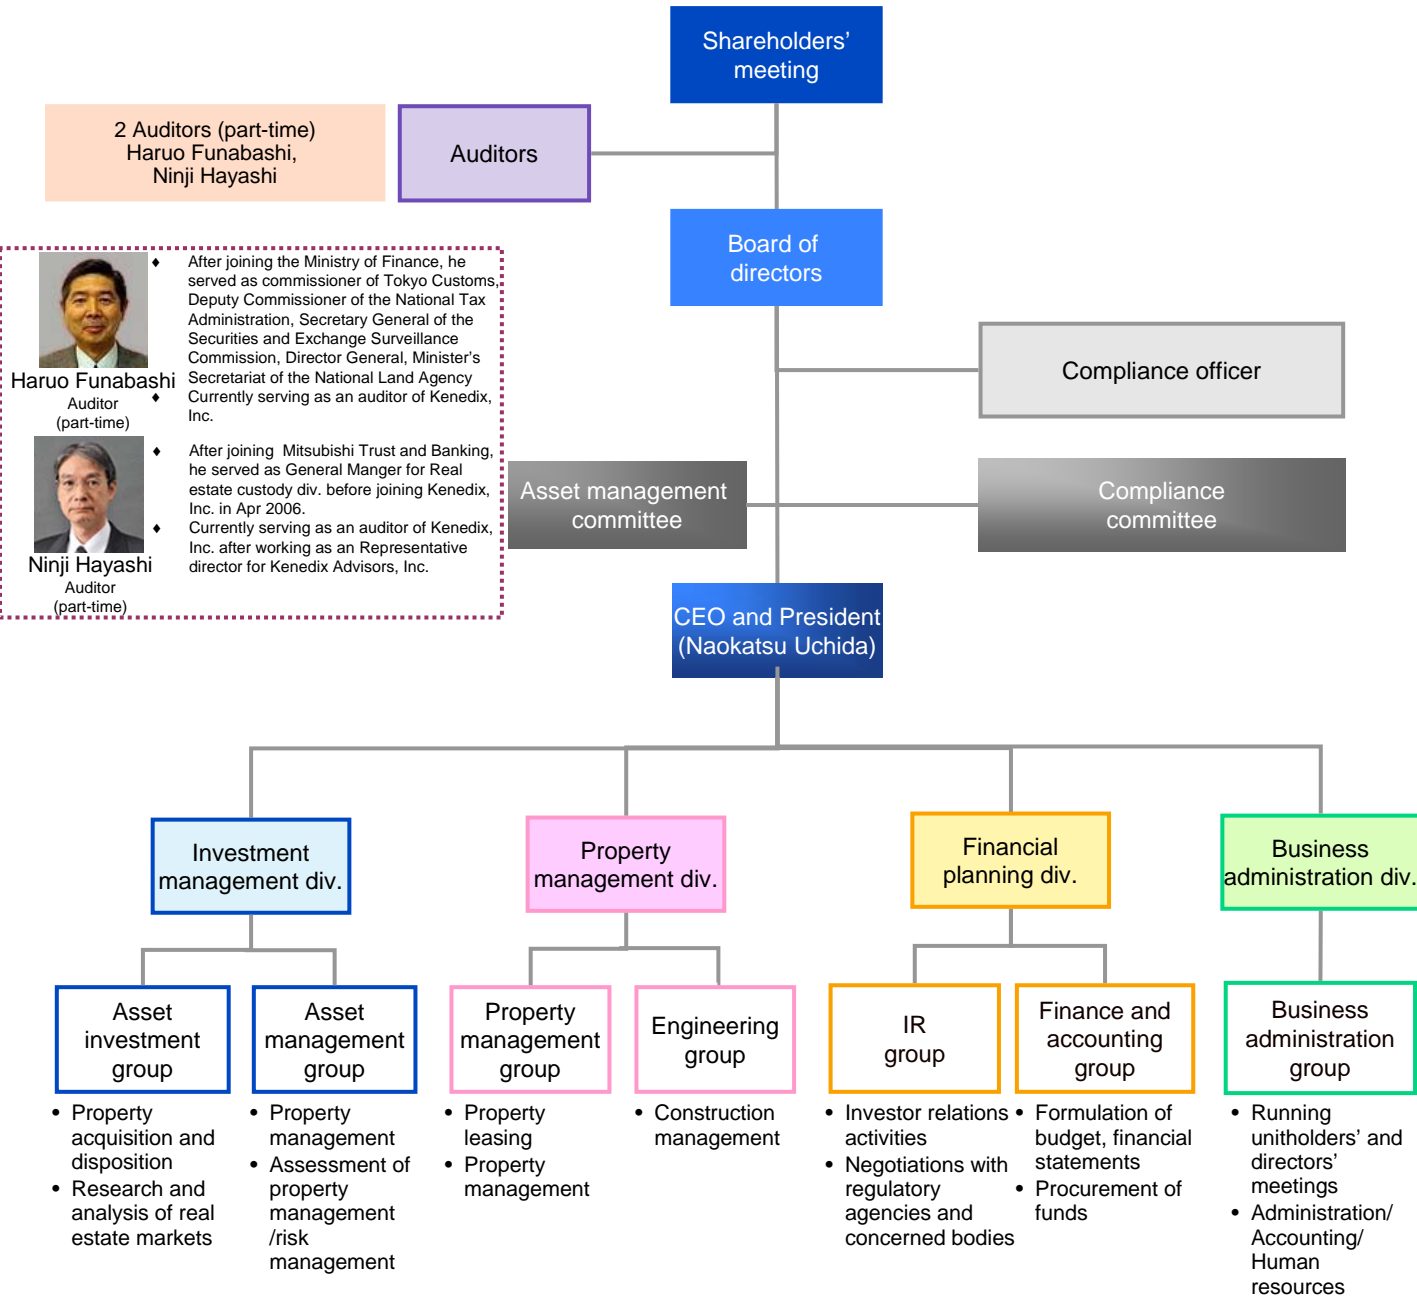 Shareholders’
meeting
2 Auditors (part-time)
Haruo Funabashi,
Ninji Hayashi
Auditors
Board of
directors
♦ After joining the Ministry of Finance, he
served as commissioner of Tokyo Customs,
Deputy Commissioner of the National Tax
Administration, Secretary General of the
Securities and Exchange Surveillance
Commission, Director General, Minister’s
Secretariat of the National Land Agency
♦ Currently serving as an auditor of Kenedix,
Inc.
Haruo Funabashi
Auditor
(part-time)
♦ After joining Mitsubishi Trust and Banking,
he served as General Manger for Real
estate custody div. before joining Kenedix,
Inc. in Apr 2006.
♦ Currently serving as an auditor of Kenedix,
Inc. after working as an Representative
director for Kenedix Advisors, Inc.
Ninji Hayashi
Auditor
(part-time)
Compliance officer
Asset management
committee
Compliance
committee
CEO and President
(Naokatsu Uchida)
Investment
management div.
Property
management div.
Financial
planning div.
Business
administration div.
Asset
investment
group
Asset
management
group
Property
management
group
Engineering
group
IR
group
Finance and
accounting
group
Business
administration
group
• Property
acquisition and
disposition
• Research and
analysis of real
estate markets
• Property
management
• Assessment of
property
management
/risk
management
• Property
leasing
• Property
management
• Construction
management
• Investor relations
activities
• Negotiations with
regulatory
agencies and
concerned bodies
• Formulation of
budget, financial
statements
• Procurement of
funds
• Running
unitholders’ and
directors’
meetings
• Administration/
Accounting/
Human
resources